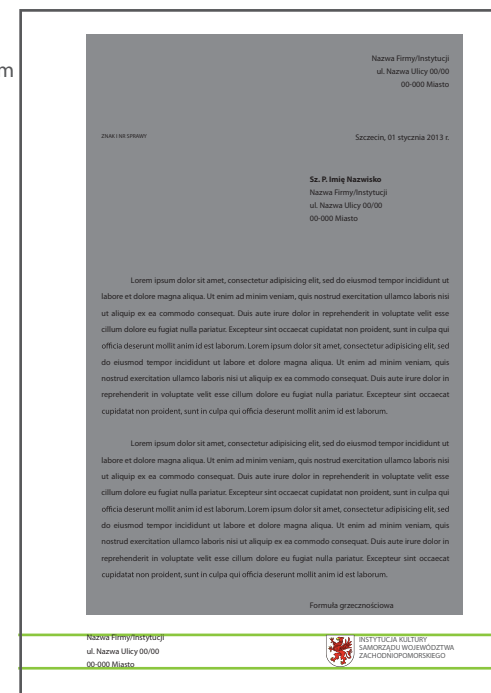 m
Nazwa Firmy/Instytucji
ul. Nazwa Ulicy 00/00
00-000 Miasto
ZNAK I NR SPRAWY
Szczecin, 01 stycznia 2013 r.
Sz. P. Imię Nazwisko
Nazwa Firmy/Instytucji
ul. Nazwa Ulicy 00/00
00-000 Miasto
Lorem ipsum dolor sit amet, consectetur adipisicing elit, sed do eiusmod tempor incididunt ut
labore et dolore magna aliqua. Ut enim ad minim veniam, quis nostrud exercitation ullamco laboris nisi
ut aliquip ex ea commodo consequat. Duis aute irure dolor in reprehenderit in voluptate velit esse
cillum dolore eu fugiat nulla pariatur. Excepteur sint occaecat cupidatat non proident, sunt in culpa qui
officia deserunt mollit anim id est laborum. Lorem ipsum dolor sit amet, consectetur adipisicing elit, sed
do eiusmod tempor incididunt ut labore et dolore magna aliqua. Ut enim ad minim veniam, quis
nostrud exercitation ullamco laboris nisi ut aliquip ex ea commodo consequat. Duis aute irure dolor in
reprehenderit in voluptate velit esse cillum dolore eu fugiat nulla pariatur. Excepteur sint occaecat
cupidatat non proident, sunt in culpa qui officia deserunt mollit anim id est laborum.
Lorem ipsum dolor sit amet, consectetur adipisicing elit, sed do eiusmod tempor incididunt ut
labore et dolore magna aliqua. Ut enim ad minim veniam, quis nostrud exercitation ullamco laboris nisi
ut aliquip ex ea commodo consequat. Duis aute irure dolor in reprehenderit in voluptate velit esse
cillum dolore eu fugiat nulla pariatur. Excepteur sint occaecat cupidatat non proident, sunt in culpa qui
officia deserunt mollit anim id est laborum. Lorem ipsum dolor sit amet, consectetur adipisicing elit, sed
do eiusmod tempor incididunt ut labore et dolore magna aliqua. Ut enim ad minim veniam, quis
nostrud exercitation ullamco laboris nisi ut aliquip ex ea commodo consequat. Duis aute irure dolor in
reprehenderit in voluptate velit esse cillum dolore eu fugiat nulla pariatur. Excepteur sint occaecat
cupidatat non proident, sunt in culpa qui officia deserunt mollit anim id est laborum.
Formuła grzecznościowa
Nazwa Firmy/Instytucji
ul. Nazwa Ulicy 00/00
00-000 Miasto
INSTYTUCJA KULTURY
SAMORZĄDU WOJEWÓDZTWA
ZACHODNIOPOMORSKIEGO